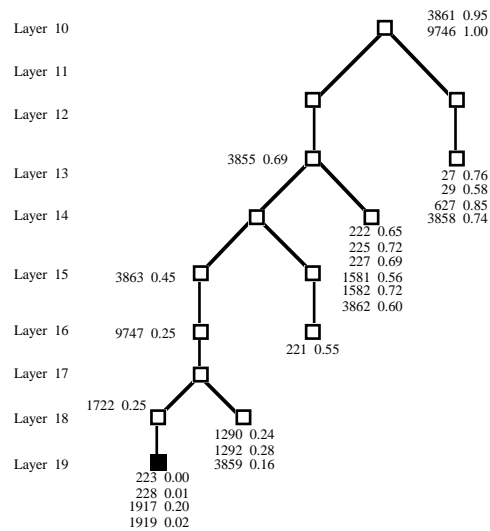 3861 0.95
Layer 10
9746 1.00
Layer 11
Layer 12
3855 0.69
Layer 13
27 0.76
29 0.58
627 0.85
3858 0.74
Layer 14
222 0.65
225 0.72
227 0.69
1581 0.56
1582 0.72
3862 0.60
Layer 15
3863 0.45
Layer 16
9747 0.25
221 0.55
Layer 17
1722 0.25
Layer 18
1290 0.24
1292 0.28
3859 0.16
Layer 19
223 0.00
228 0.01
1917 0.20
1919 0.02